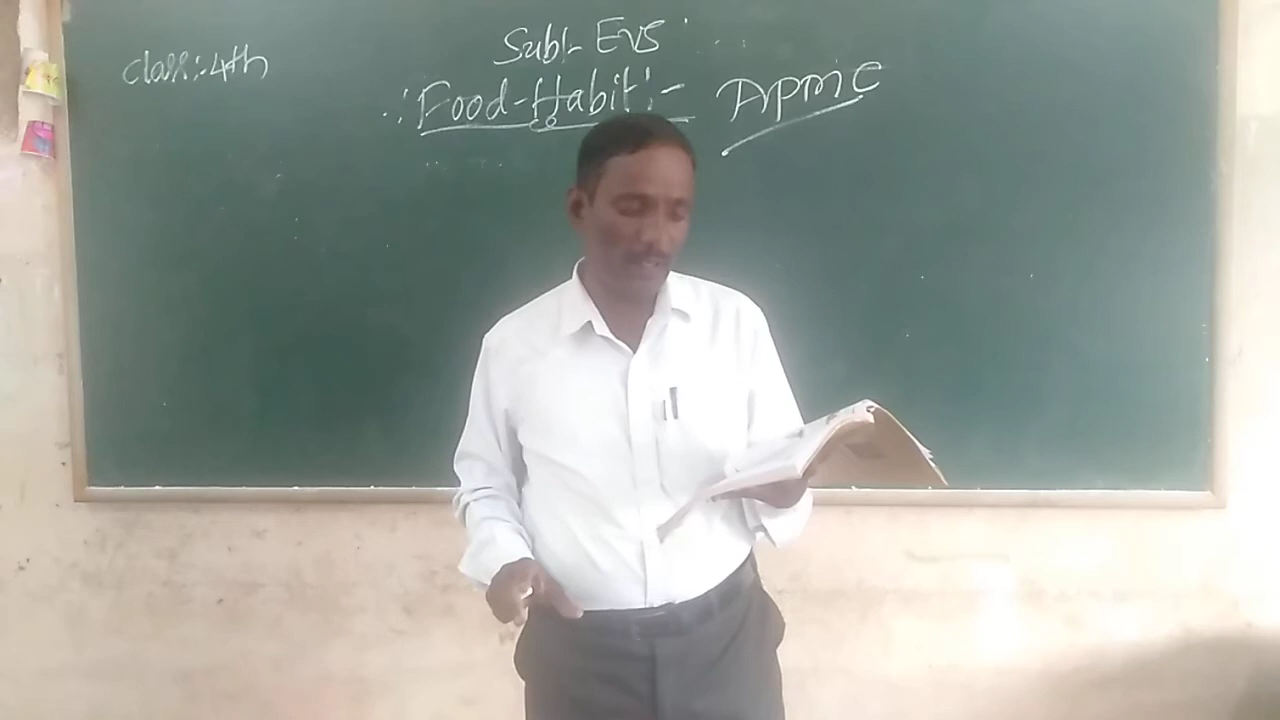 Sub:- EVS
Class:- 4th
∴ Food-Habit :- APMC